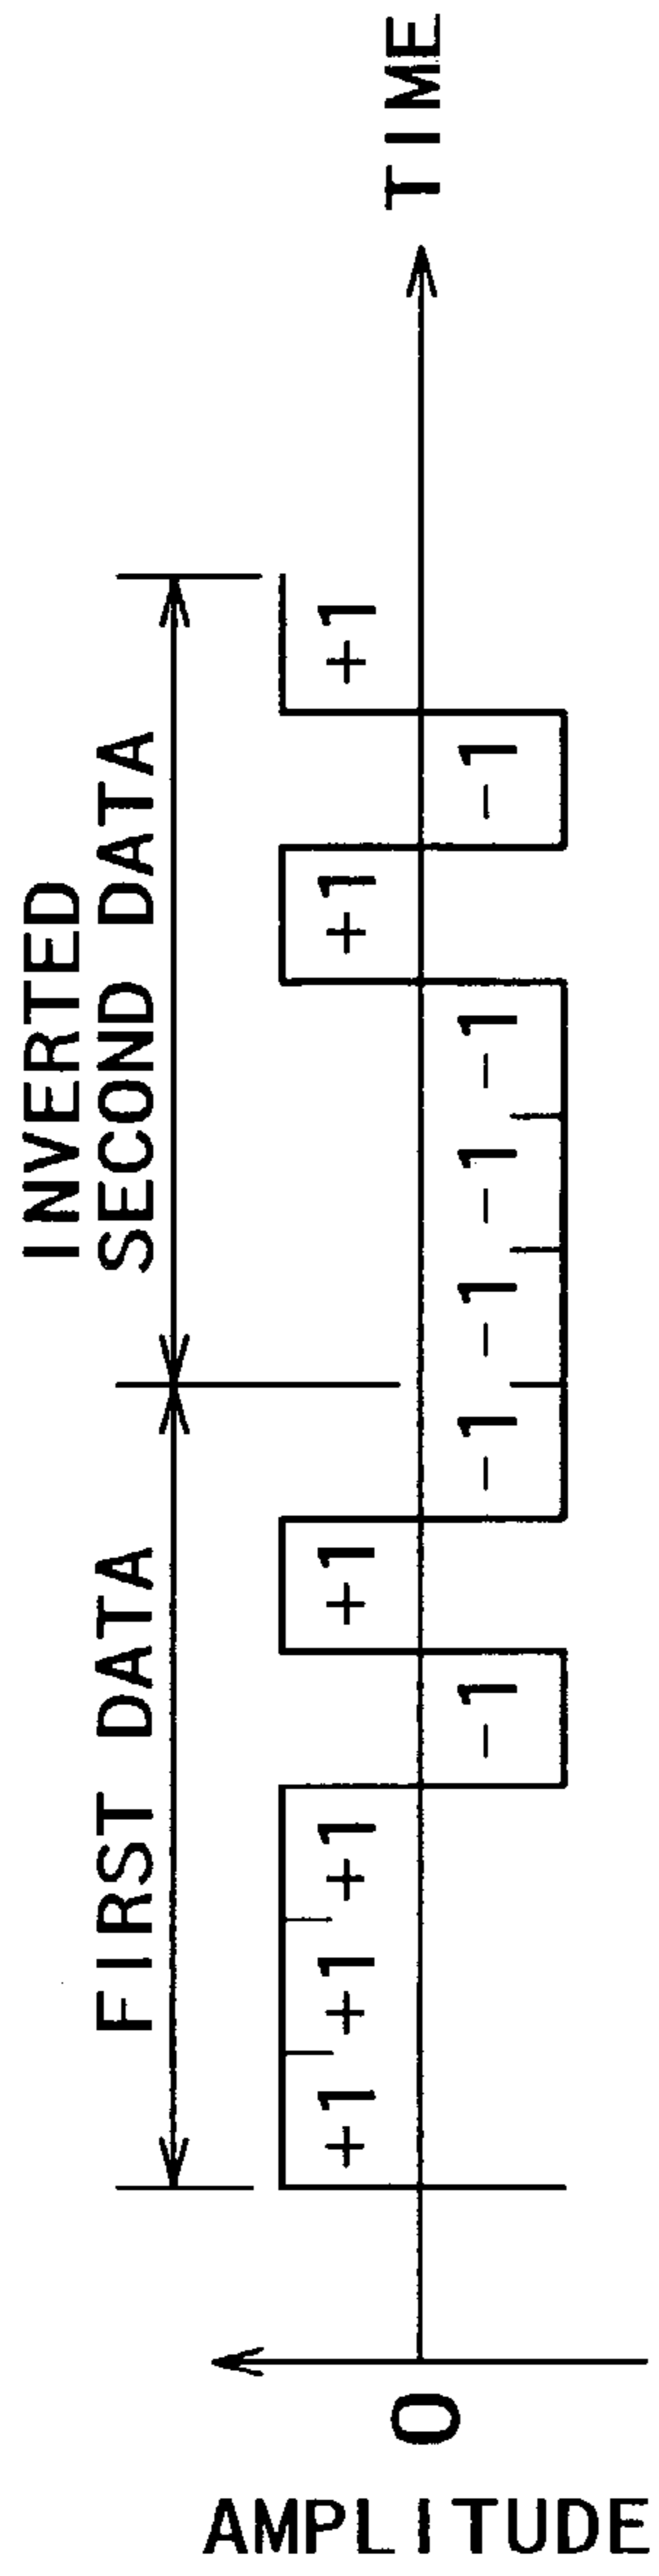 INVERTED
FIRST DATA SECOND DATA
+1 +1 +1 -1 +1 -1 -1 -1 -1 +1 -1 +1
0 TIME
AMPLITUDE